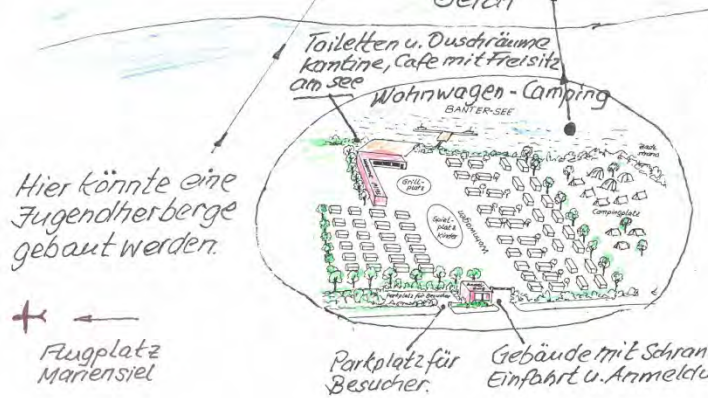 Deich
Toiletten u. Duschräume
Kantine, Cafe mit Freisitz
am See
Wohnwagen-Camping
BANTER-SEE
Grill-
platz
Spiel-
platz
Kinder
Campingplatz
Hier könnte eine
Jugendherberge
gebaut werden.
Parkplatz für Besucher
Flugplatz
Mariensiel
Parkplatz für
Besucher.
Gebäude mit Schran
Einfahrt u. Anmeldu